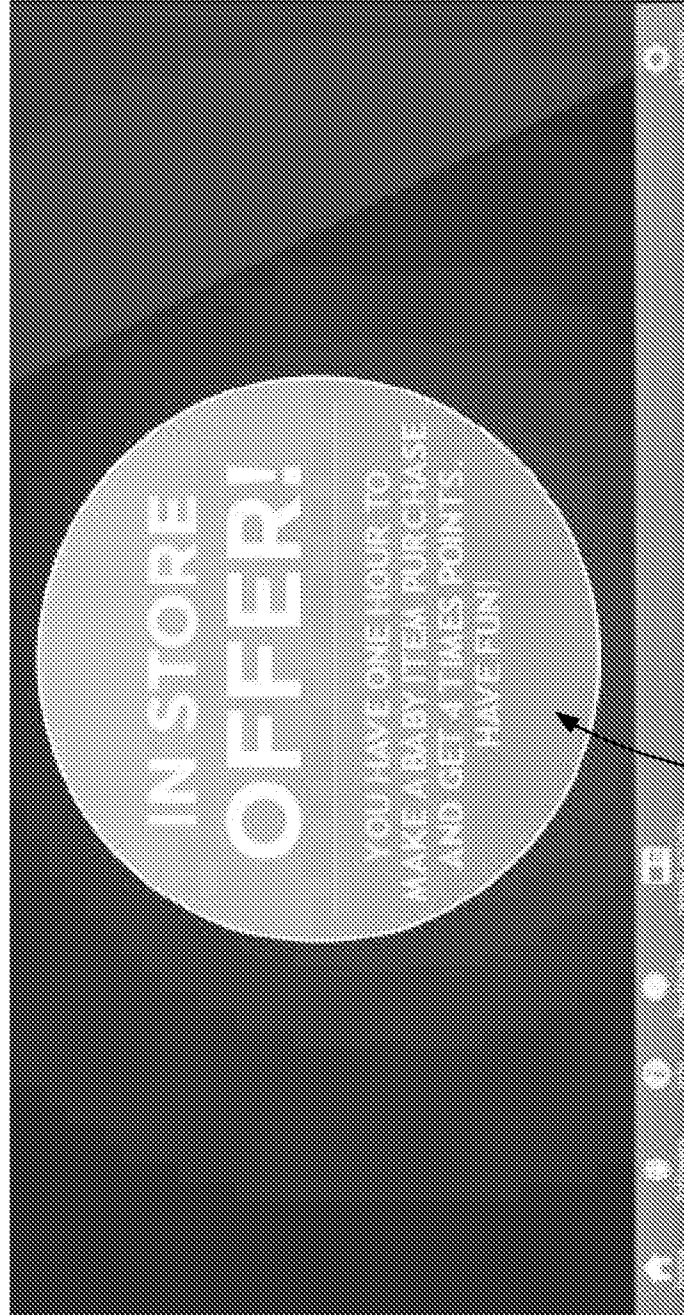 IN STORE
OFFER!
YOU HAVE ONE HOUR TO
MAKE A BABY ITEM PURCHASE
AND GET 4 TIMES POINTS.
HAVE FUN!